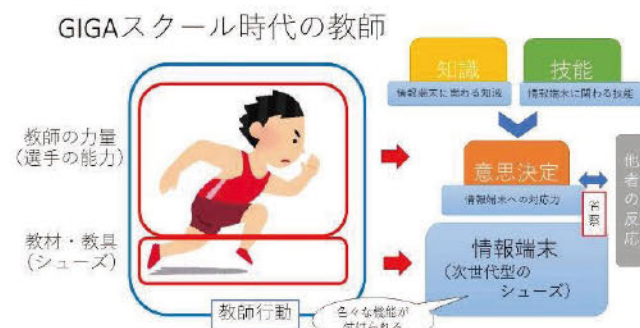 GIGAスクール時代の教師
知識
情報端末に関わる知識
技能
情報端末に関わる技能
教師の力量
(選手の能力)
意思決定
情報端末への対応力
省察
他者の反応
教材・教具
(シューズ)
情報端末
(次世代型の
シューズ)
教師行動
色々な機能が
付けられる